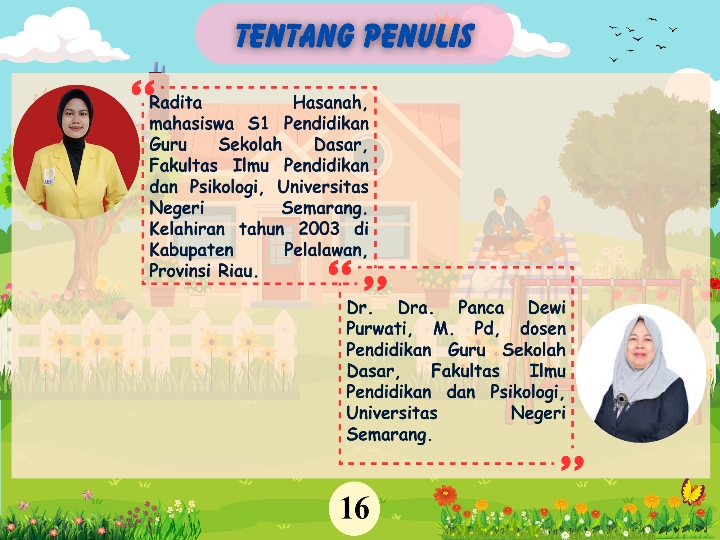 TENTANG PENULIS
Radita Hasanah,
mahasiswa S1 Pendidikan
Guru Sekolah Dasar,
Fakultas Ilmu Pendidikan
dan Psikologi, Universitas
Negeri Semarang.
Kelahiran tahun 2003 di
Kabupaten Pelalawan,
Provinsi Riau.
Dr. Dra. Panca Dewi
Purwati, M. Pd, dosen
Pendidikan Guru Sekolah
Dasar, Fakultas Ilmu
Pendidikan dan Psikologi,
Universitas Negeri
Semarang.
16